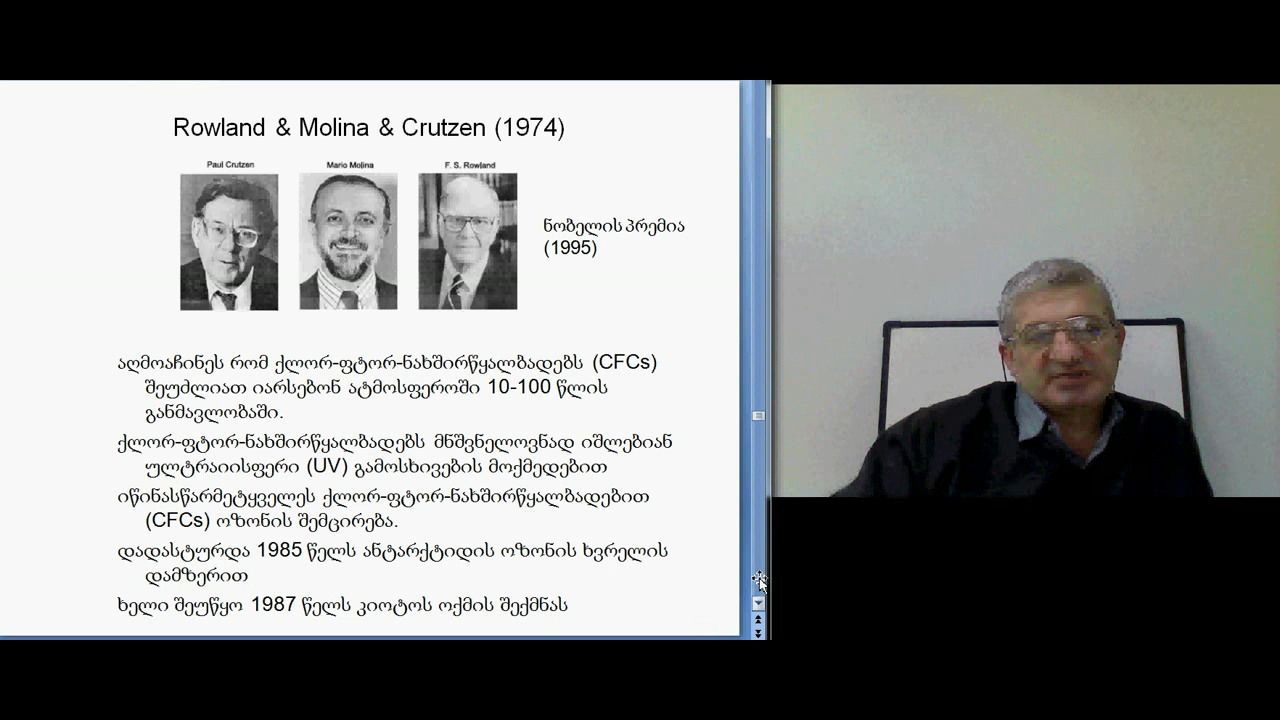 Rowland & Molina & Crutzen (1974)
Paul Crutzen
Mario Molina
F. S. Rowland
ნობელის პრემია
(1995)
აღმოაჩინეს რომ ქლორ-ფტორ-ნახშირწყალბადებს (CFCs)
შეუძლიათ იარსებონ ატმოსფეროში 10-100 წლის
განმავლობაში.
ქლორ-ფტორ-ნახშირწყალბადებს მნშვნელოვნად იშლებიან
ულტრაიისფერი (UV) გამოსხივების მოქმედებით
იწინასწარმეტყველეს ქლორ-ფტორ-ნახშირწყალბადებით
(CFCs) ოზონის შემცირება.
დადასტურდა 1985 წელს ანტარქტიდის ოზონის ხვრელის
დამზერით
ხელი შეუწყო 1987 წელს კიოტოს ოქმის შექმნას